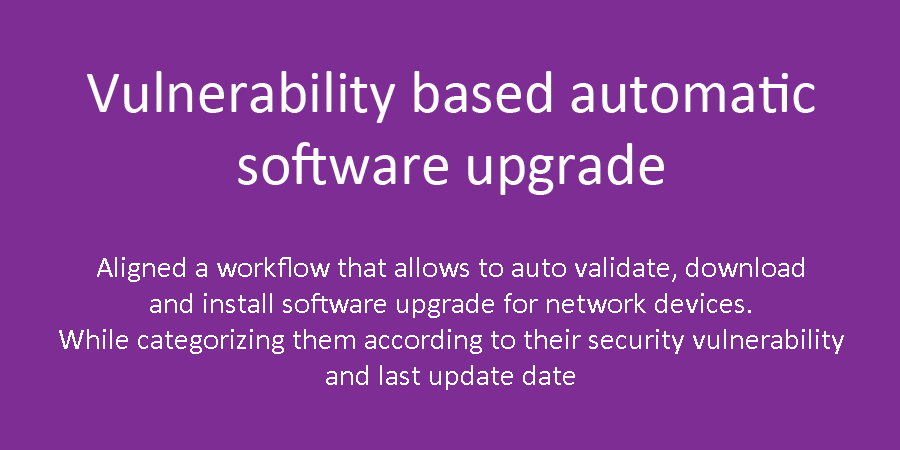 Vulnerability based automatic
software upgrade
Aligned a workflow that allows to auto validate, download
and install software upgrade for network devices.
While categorizing them according to their security vulnerability
and last update date